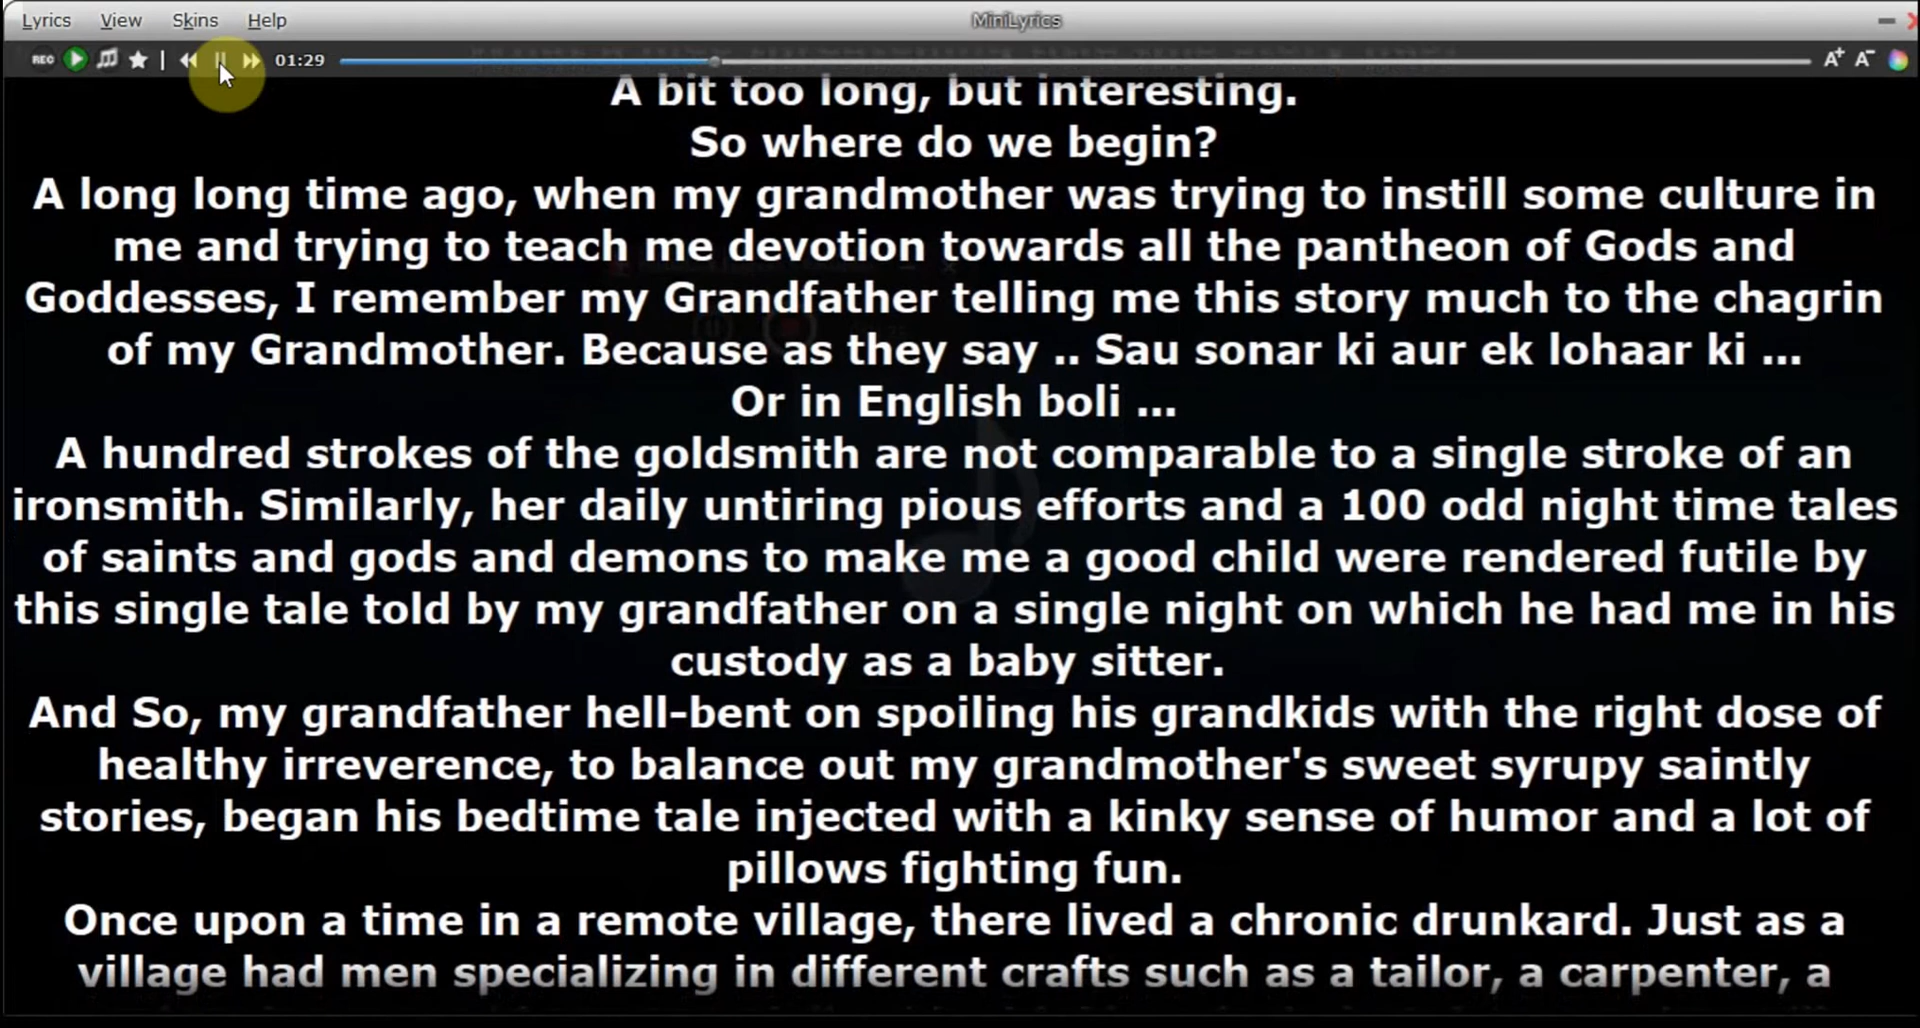 Lyrics View Skins Help MiniLyrics
REC 01:29 A+ A-
A bit too long, but interesting.
So where do we begin?
A long long time ago, when my grandmother was trying to instill some culture in
me and trying to teach me devotion towards all the pantheon of Gods and
Goddesses, I remember my Grandfather telling me this story much to the chagrin
of my Grandmother. Because as they say .. Sau sonar ki aur ek lohaar ki ...
Or in English boli ...
A hundred strokes of the goldsmith are not comparable to a single stroke of an
ironsmith. Similarly, her daily untiring pious efforts and a 100 odd night time tales
of saints and gods and demons to make me a good child were rendered futile by
this single tale told by my grandfather on a single night on which he had me in his
custody as a baby sitter.
And So, my grandfather hell-bent on spoiling his grandkids with the right dose of
healthy irreverence, to balance out my grandmother's sweet syrupy saintly
stories, began his bedtime tale injected with a kinky sense of humor and a lot of
pillows fighting fun.
Once upon a time in a remote village, there lived a chronic drunkard. Just as a
village had men specializing in different crafts such as a tailor, a carpenter, a